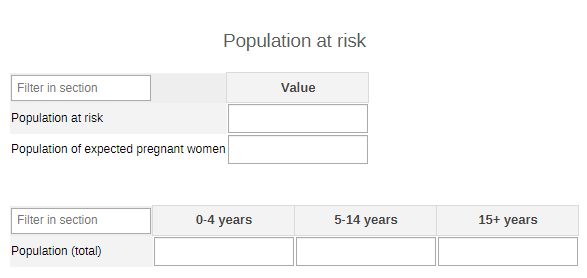 Population at risk
Filter in section Value
Population at risk
Population of expected pregnant women
Filter in section 0-4 years 5-14 years 15+ years
Population (total)